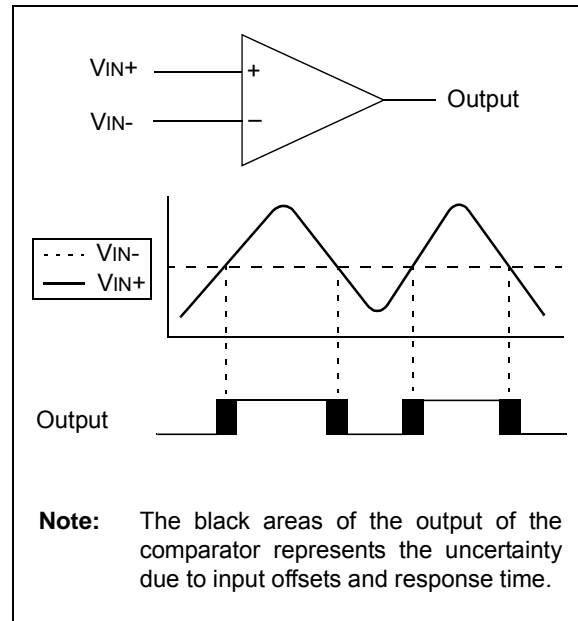 VIN+
+
Output
VIN-
–
VIN-
VIN+
Output
Note: The black areas of the output of the
comparator represents the uncertainty
due to input offsets and response time.